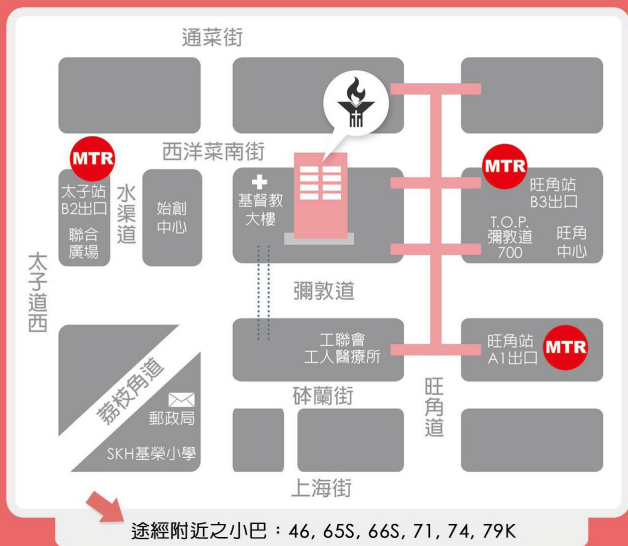 通菜街
MTR
西洋菜南街
MTR
太子站
B2出口
聯合
廣場
水渠道
始創
中心
基督教
大樓
旺角站
B3出口
T.O.P.
彌敦道
700
旺角
中心
太子道西
彌敦道
荔枝角道
郵政局
SKH基榮小學
工聯會
工人醫療所
旺角站
A1出口
MTR
砵蘭街
旺角道
上海街
途經附近之小巴：46, 65S, 66S, 71, 74, 79K